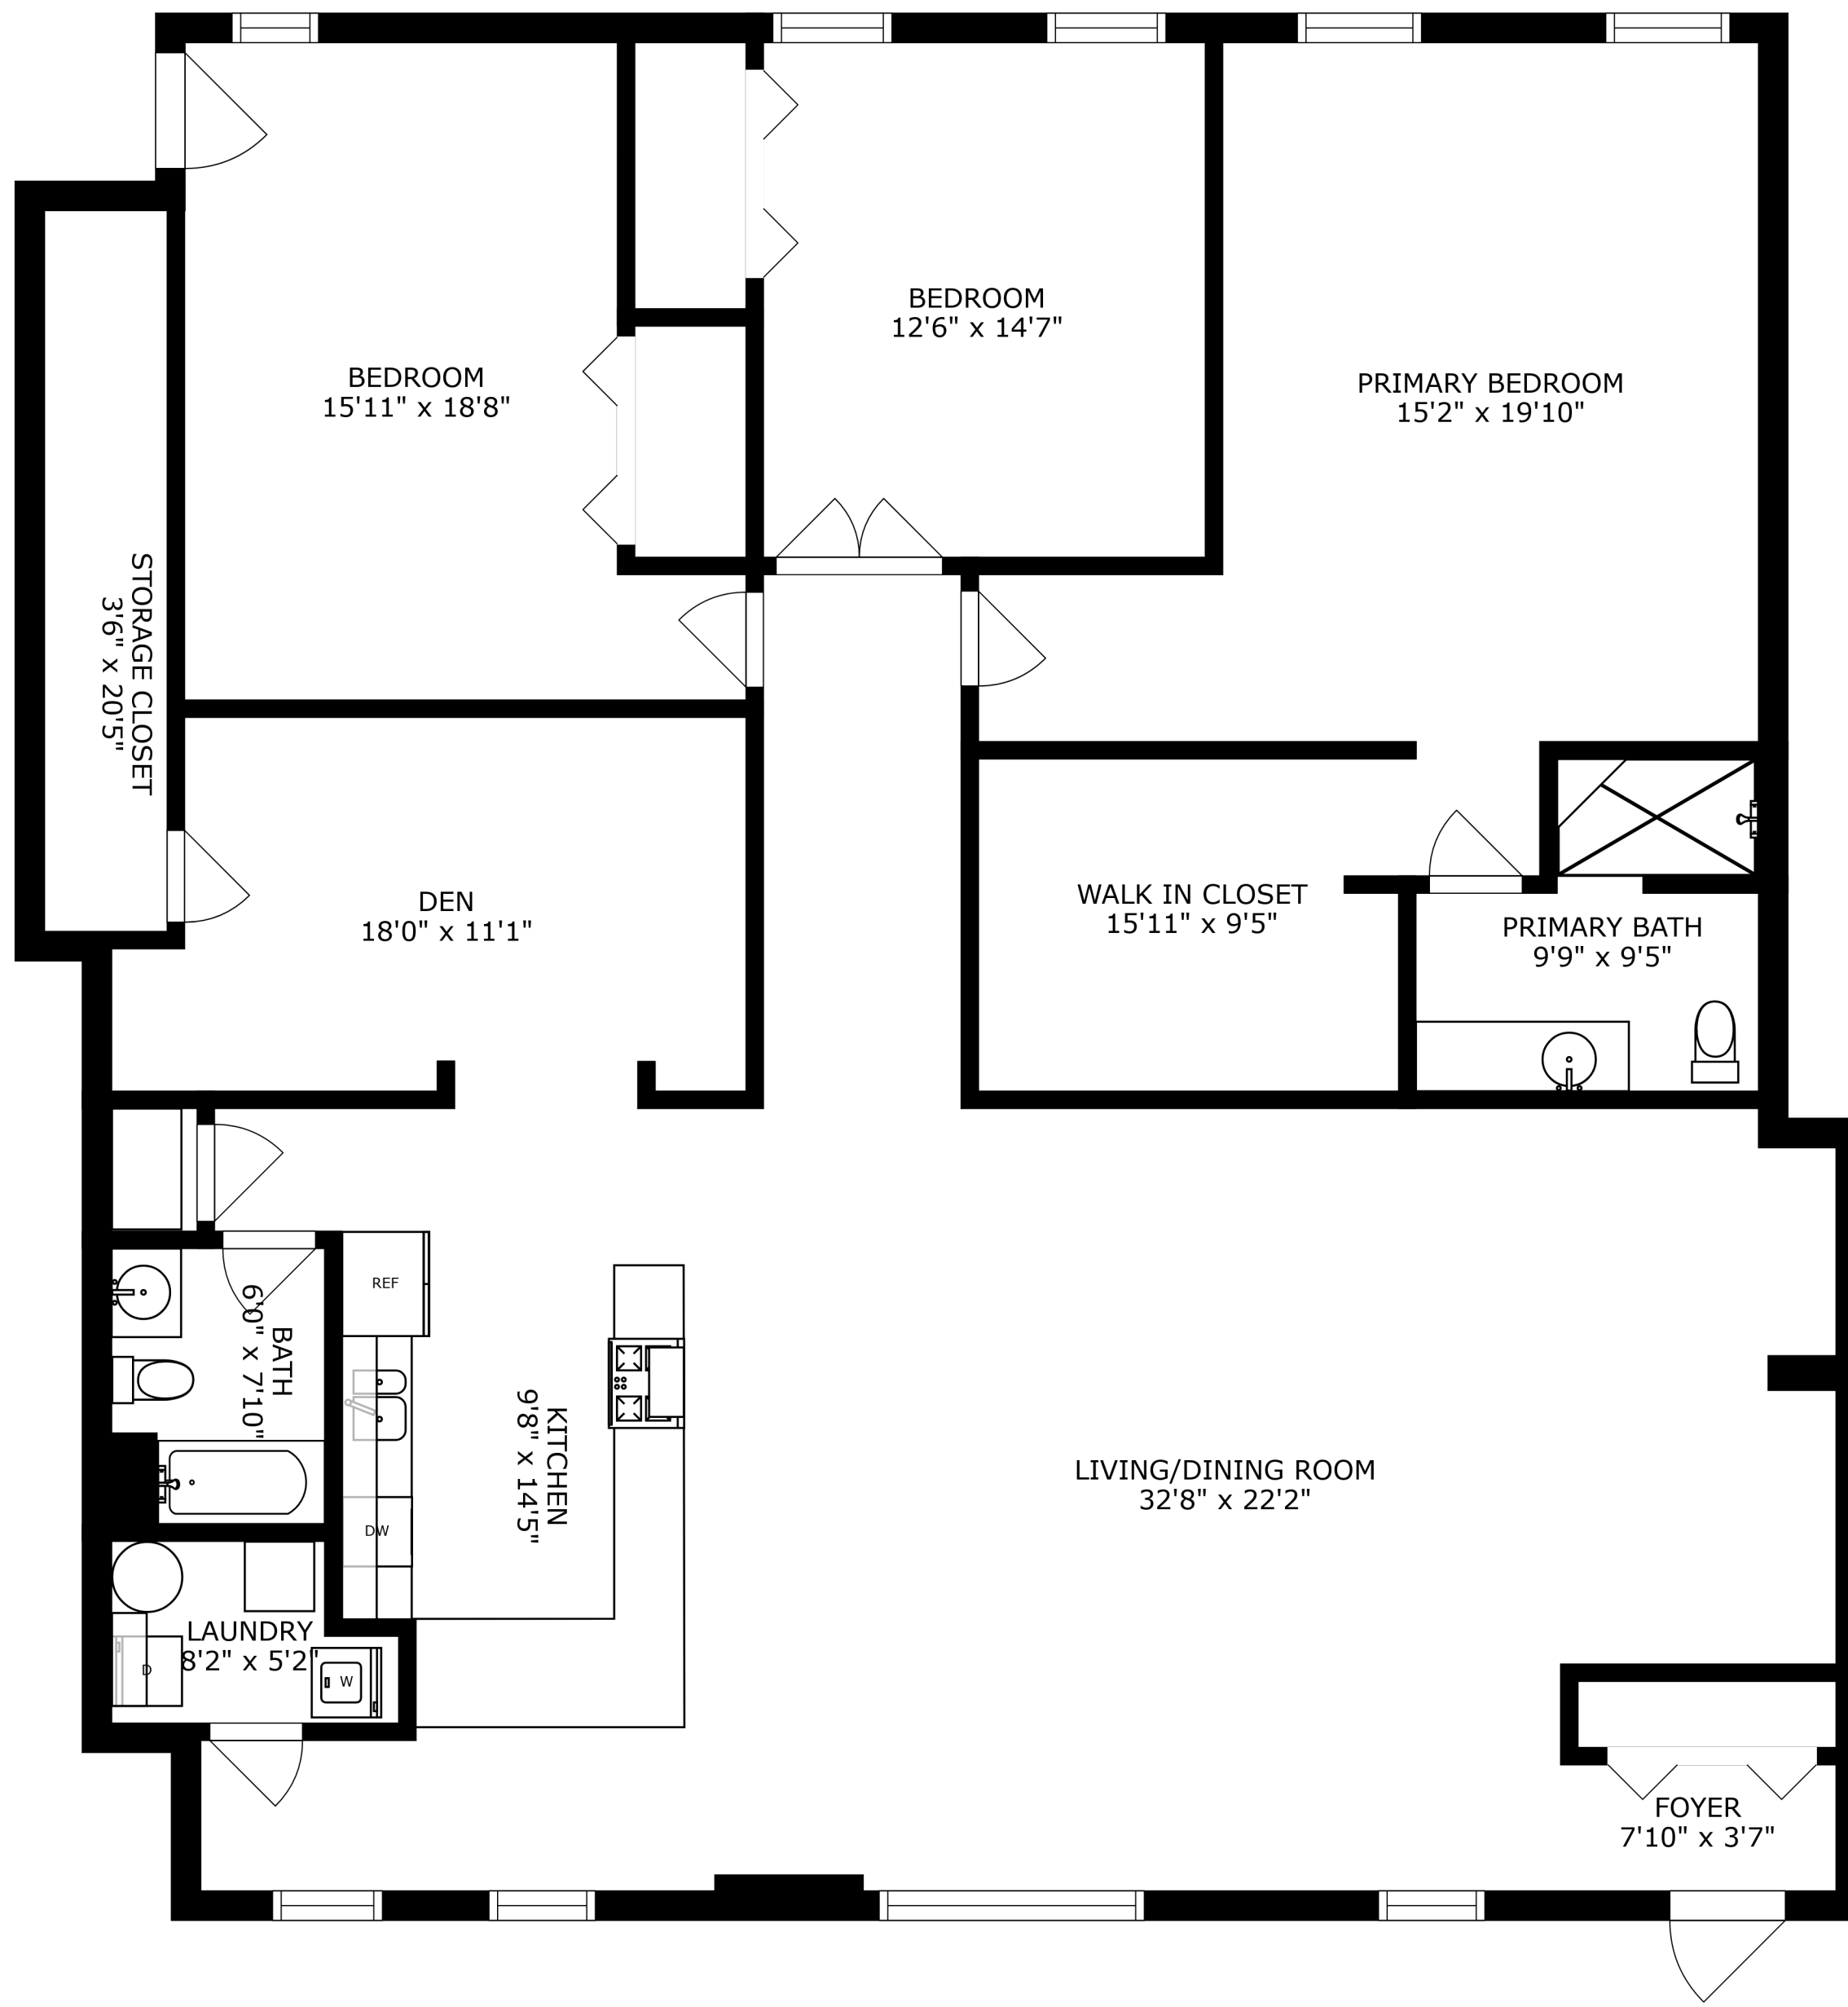 BEDROOM
12'6" x 14'7"
BEDROOM
15'11" x 18'8"
PRIMARY BEDROOM
15'2" x 19'10"
STORAGE CLOSET
3'6" x 20'5"
DEN
18'0" x 11'1"
WALK IN CLOSET
15'11" x 9'5"
PRIMARY BATH
9'9" x 9'5"
REF
BATH
6'0" x 7'10"
KITCHEN
9'8" x 14'5"
LIVING/DINING ROOM
32'8" x 22'2"
DW
LAUNDRY
8'2" x 5'2"
D
W
FOYER
7'10" x 3'7"